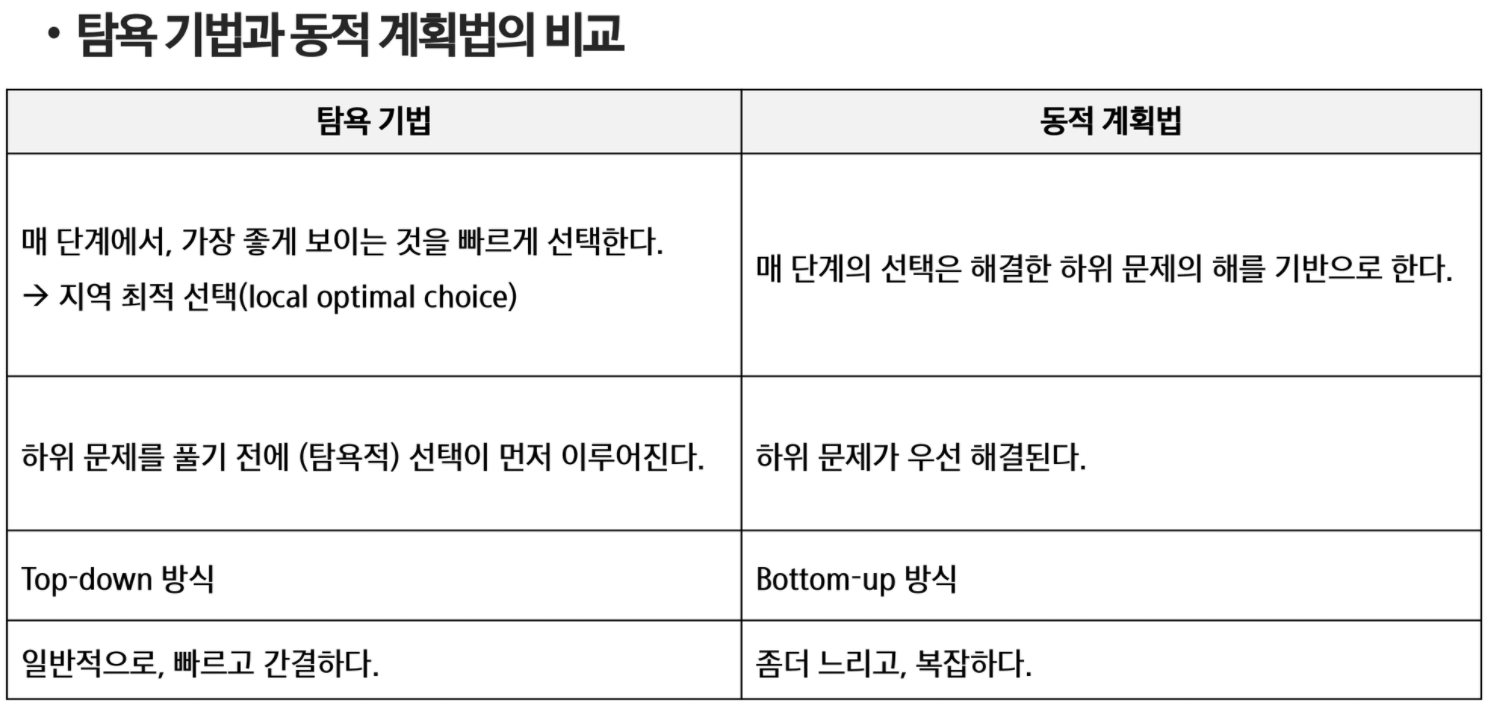 • 탐욕 기법과 동적 계획법의 비교
탐욕 기법
동적 계획법
매 단계에서, 가장 좋게 보이는 것을 빠르게 선택한다.
→ 지역 최적 선택(local optimal choice)
매 단계의 선택은 해결한 하위 문제의 해를 기반으로 한다.
하위 문제를 풀기 전에 (탐욕적) 선택이 먼저 이루어진다.
하위 문제가 우선 해결된다.
Top-down 방식
Bottom-up 방식
일반적으로, 빠르고 간결하다.
좀더 느리고, 복잡하다.